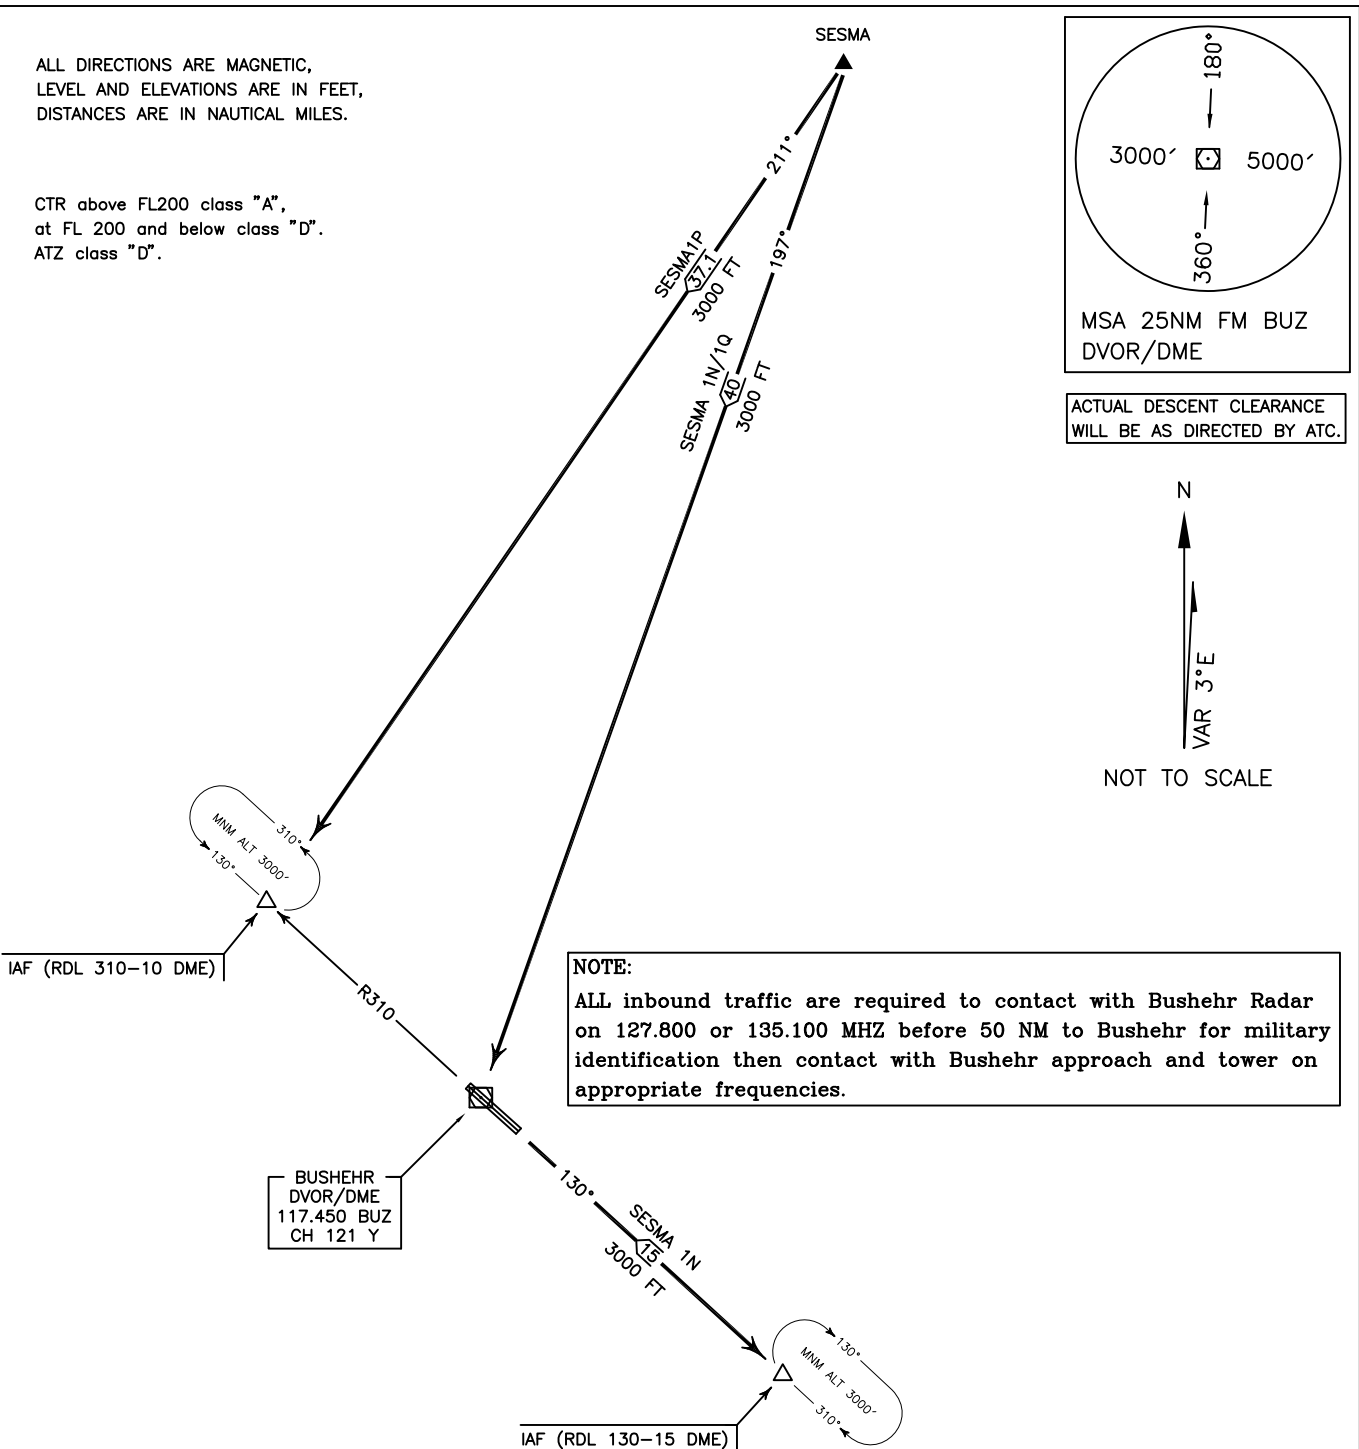 SESMA
ALL DIRECTIONS ARE MAGNETIC,
LEVEL AND ELEVATIONS ARE IN FEET,
DISTANCES ARE IN NAUTICAL MILES.
CTR above FL200 class "A",
at FL 200 and below class "D".
ATZ class "D".
180°
3000′
5000′
360°
MSA 25NM FM BUZ
DVOR/DME
ACTUAL DESCENT CLEARANCE
WILL BE AS DIRECTED BY ATC.
N
VAR 3°E
NOT TO SCALE
211°
SESMA1P
37.1
3000 FT
197°
SESMA 1N/1Q
40
3000 FT
310°
MNM ALT 3000′
130°
IAF (RDL 310-10 DME)
R310
NOTE:
ALL inbound traffic are required to contact with Bushehr Radar
on 127.800 or 135.100 MHZ before 50 NM to Bushehr for military
identification then contact with Bushehr approach and tower on
appropriate frequencies.
BUSHEHR
DVOR/DME
117.450 BUZ
CH 121 Y
130°
SESMA 1N
15
3000 FT
130°
MNM ALT 3000′
310°
IAF (RDL 130-15 DME)